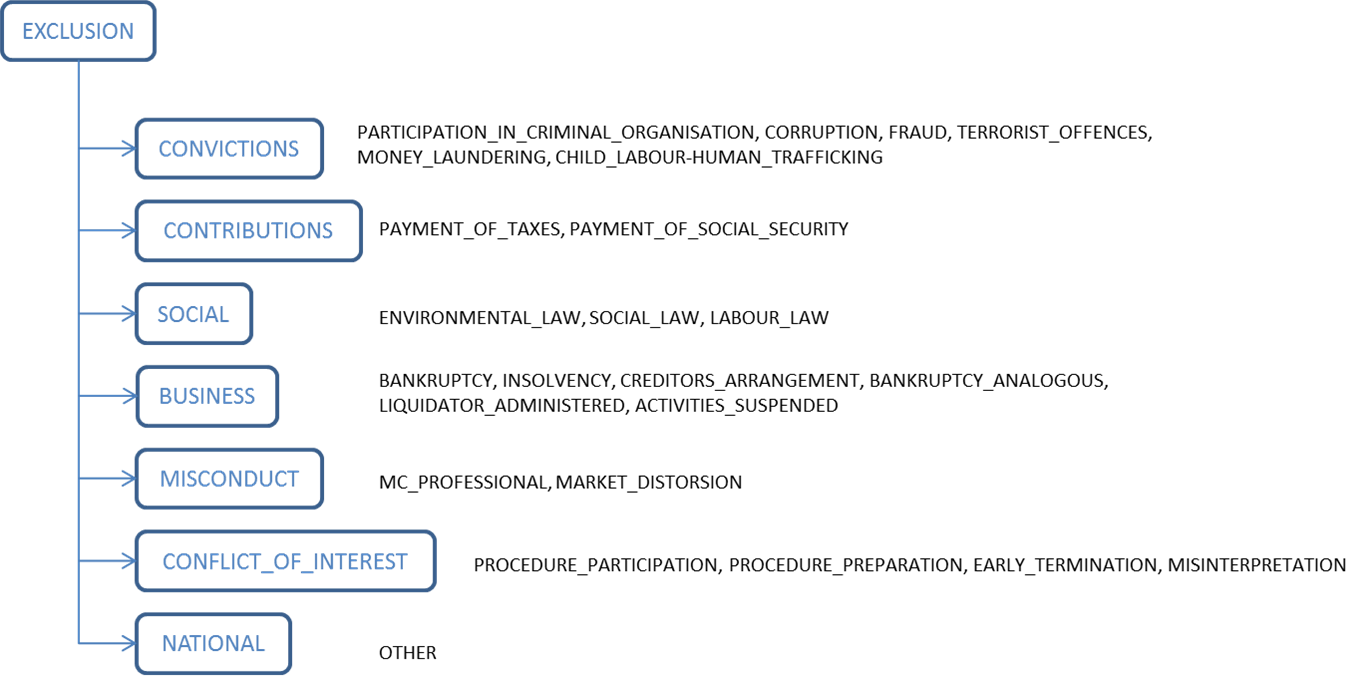 EXCLUSION
CONVICTIONS
PARTICIPATION_IN_CRIMINAL_ORGANISATION, CORRUPTION, FRAUD, TERRORIST_OFFENCES,
MONEY_LAUNDERING, CHILD_LABOUR-HUMAN_TRAFFICKING
CONTRIBUTIONS
PAYMENT_OF_TAXES, PAYMENT_OF_SOCIAL_SECURITY
SOCIAL
ENVIRONMENTAL_LAW, SOCIAL_LAW, LABOUR_LAW
BUSINESS
BANKRUPTCY, INSOLVENCY, CREDITORS_ARRANGEMENT, BANKRUPTCY_ANALOGOUS,
LIQUIDATOR_ADMINISTERED, ACTIVITIES_SUSPENDED
MISCONDUCT
MC_PROFESSIONAL, MARKET_DISTORSION
CONFLICT_OF_INTEREST
PROCEDURE_PARTICIPATION, PROCEDURE_PREPARATION, EARLY_TERMINATION, MISINTERPRETATION
NATIONAL
OTHER